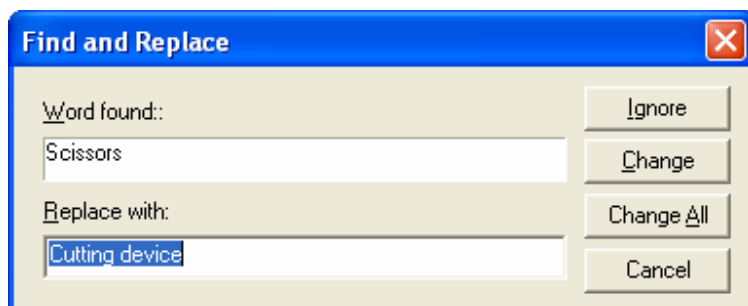 Find and Replace
Word found::
Scissors
Replace with:
Cutting device
Ignore
Change
Change All
Cancel